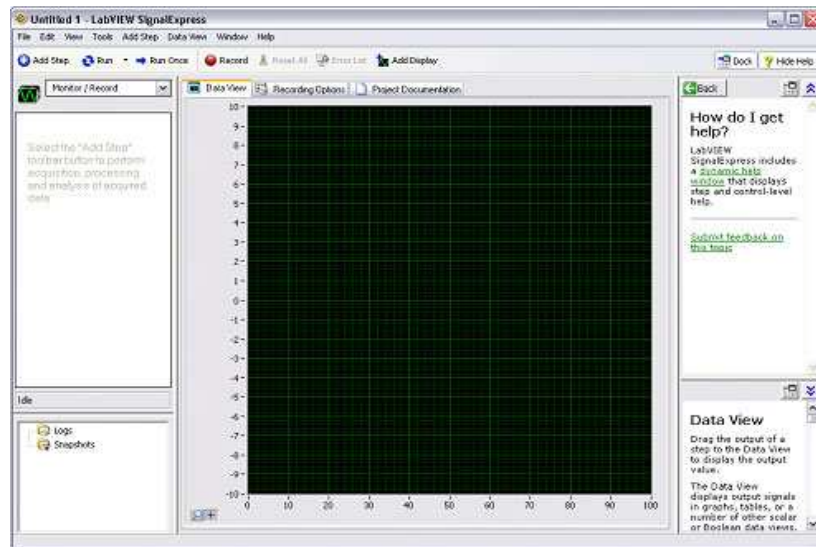 Untitled 1 - LabVIEW SignalExpress
File Edit View Tools Add Step Data View Window Help
Add Step Run Run Once Record Reset All Error List Add Display Dock Hide Help
Monitor / Record
Select the "Add Step"
toolbar button to perform
acquisition, processing
and analysis of acquired
data
Idle
Logs
Snapshots
Data View Recording Options Project Documentation
10
9
8
7
6
5
4
3
2
1
0
-1
-2
-3
-4
-5
-6
-7
-8
-9
-10
0 10 20 30 40 50 60 70 80 90 100
Back
How do I get
help?
LabVIEW
SignalExpress includes
a dynamic help
window that displays
step and control-level
help.
Submit feedback on
this topic
Data View
Drag the output of a
step to the Data View
to display the output
value.
The Data View
displays output signals
in graphs, tables, or a
number of other scalar
or Boolean data views.